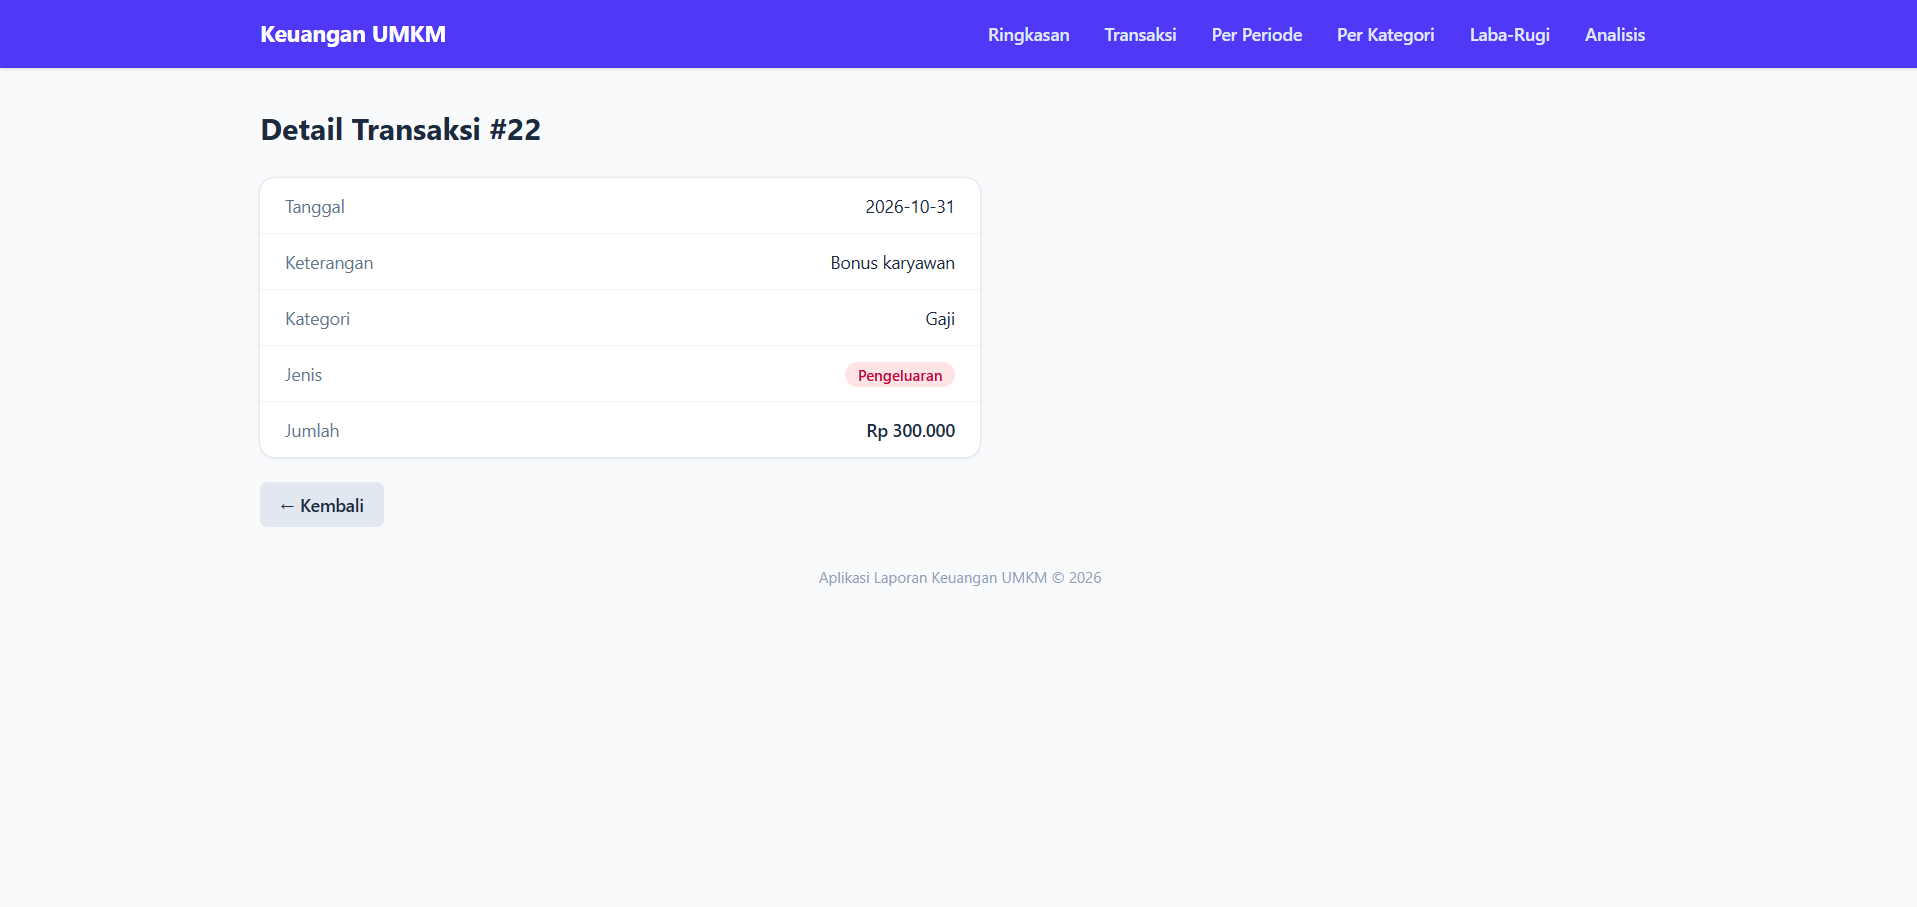 Keuangan UMKM
Ringkasan Transaksi Per Periode Per Kategori Laba-Rugi Analisis
Detail Transaksi #22
Tanggal 2026-10-31
Keterangan Bonus karyawan
Kategori Gaji
Jenis Pengeluaran
Jumlah Rp 300.000
← Kembali
Aplikasi Laporan Keuangan UMKM © 2026